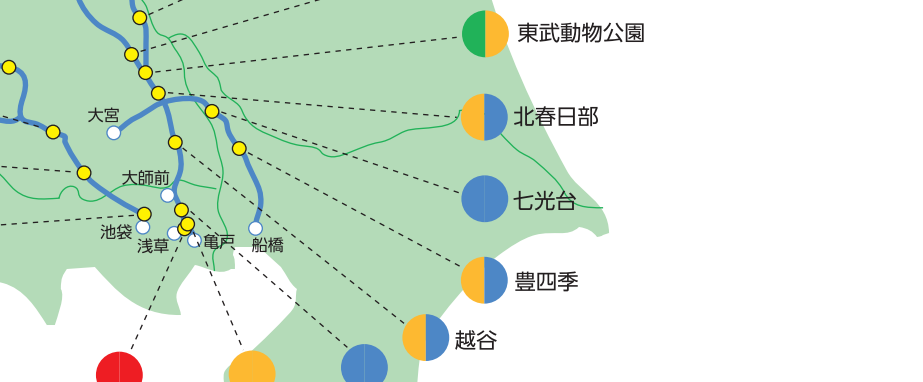 東武動物公園
大宮
北春日部
大師前
七光台
池袋
浅草
亀戸
船橋
豊四季
越谷